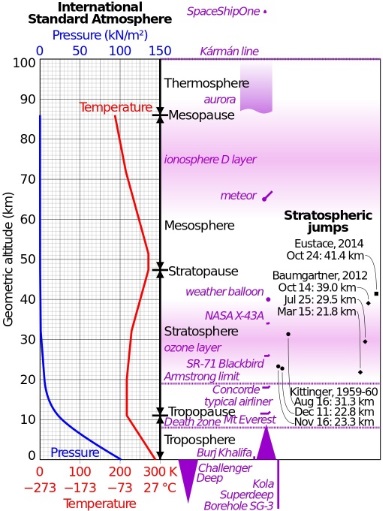 International
Standard Atmosphere
Pressure (kN/m²)
0 50 100 150
SpaceShipOne
Kármán line
100
90
80
70
60
50
40
30
20
10
0
Geometric altitude (km)
Thermosphere
aurora
Temperature
Mesopause
ionosphere D layer
meteor
Mesosphere
Stratospheric
jumps
Eustace, 2014
Oct 24: 41.4 km
Stratopause
Baumgartner, 2012
Oct 14: 39.0 km
Jul 25: 29.5 km
Mar 15: 21.8 km
weather balloon
NASA X-43A
Stratosphere
ozone layer
SR-71 Blackbird
Armstrong limit
Concorde
typical airliner
Kittinger, 1959-60
Aug 16: 31.3 km
Dec 11: 22.8 km
Nov 16: 23.3 km
Tropopause
Death zone Mt Everest
Troposphere
Pressure
Burj Khalifa
Challenger
Deep
Kola
Superdeep
Borehole SG-3
0 100 200 300 K
−273 −173 −73 27 °C
Temperature